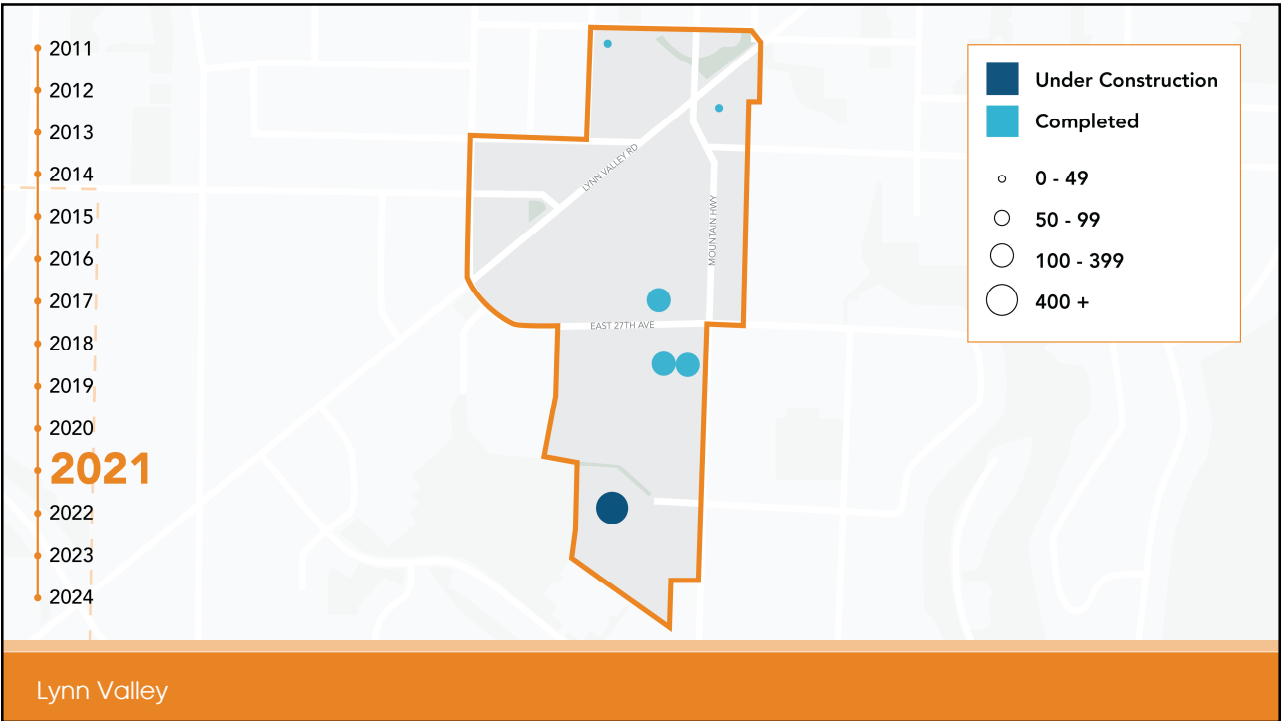 2011
2012
2013
2014
2015
2016
2017
2018
2019
2020
2021
2022
2023
2024
LYNN VALLEY RD
MOUNTAIN HWY
EAST 27TH AVE
Under Construction
Completed
0 - 49
50 - 99
100 - 399
400 +
Lynn Valley